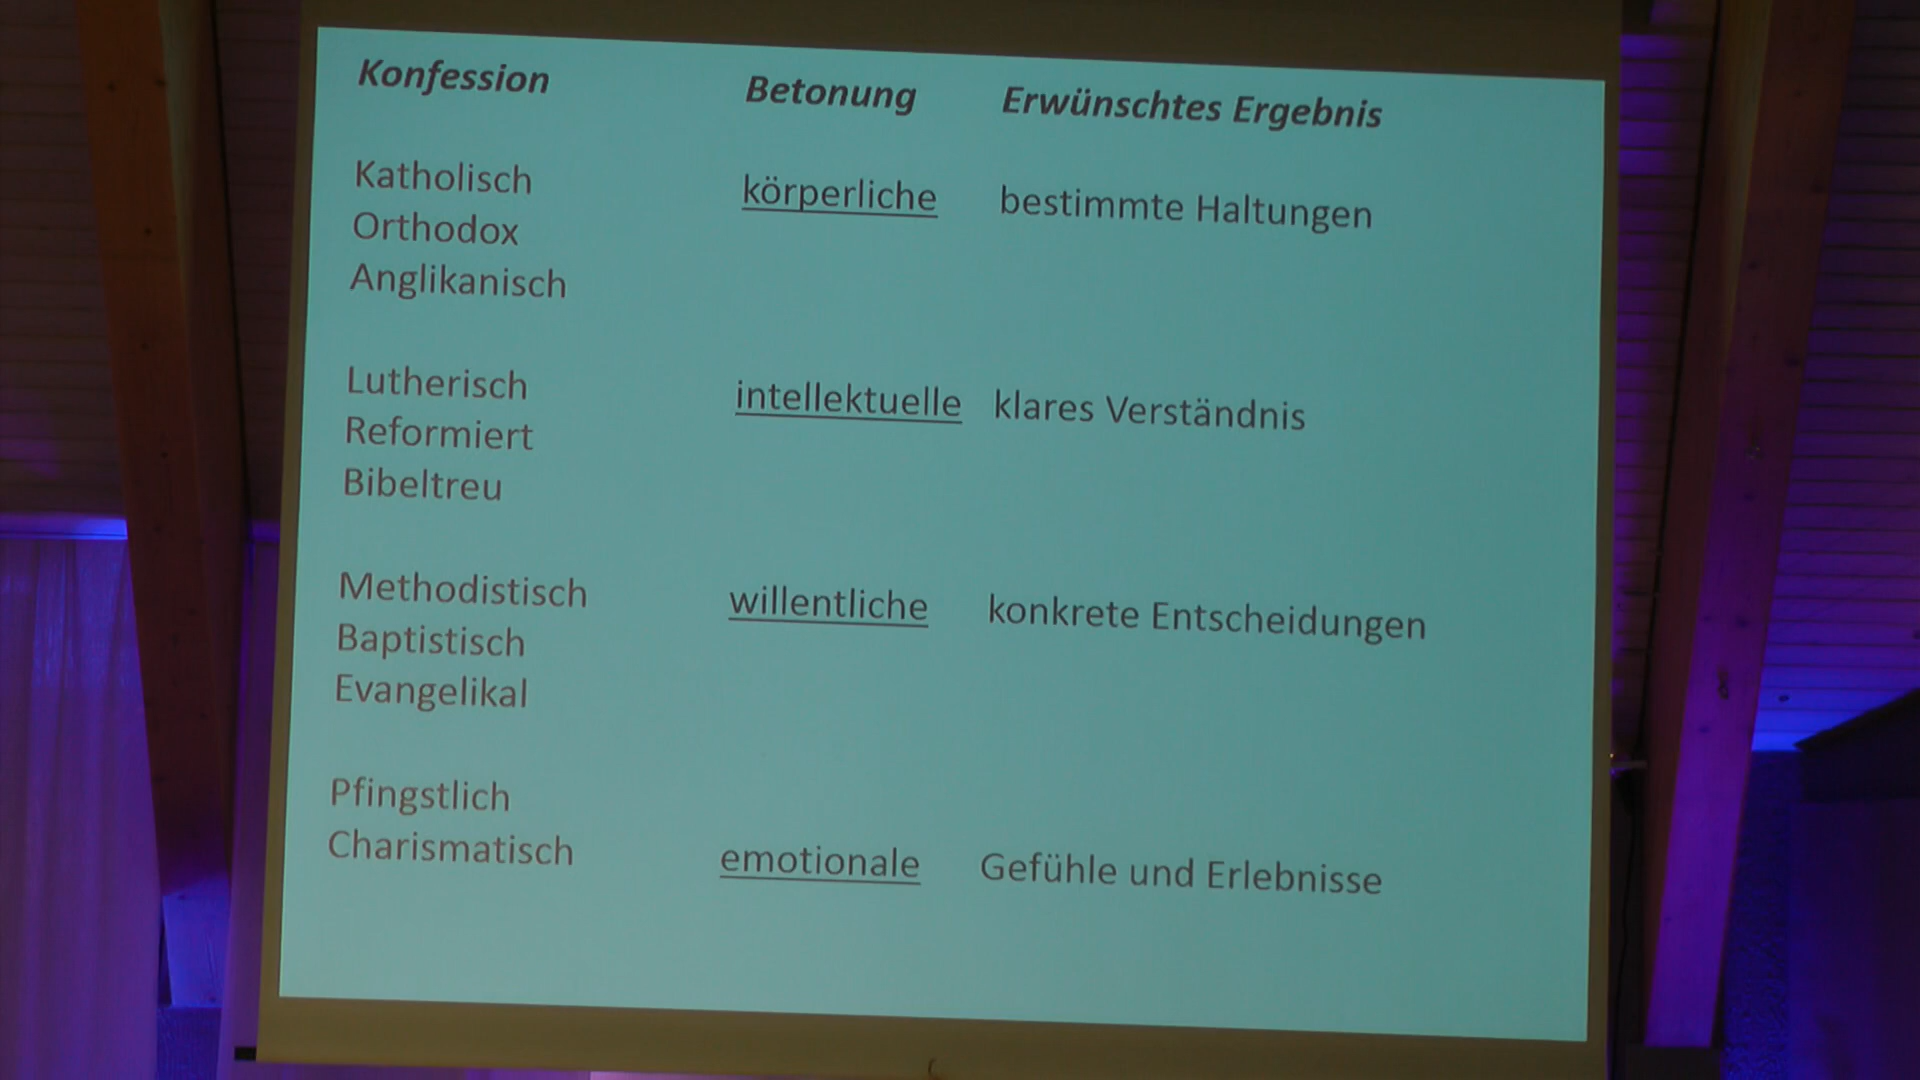 Konfession Betonung Erwünschtes Ergebnis
Katholisch körperliche bestimmte Haltungen
Orthodox
Anglikanisch
Lutherisch intellektuelle klares Verständnis
Reformiert
Bibeltreu
Methodistisch willentliche konkrete Entscheidungen
Baptistisch
Evangelikal
Pfingstlich
Charismatisch emotionale Gefühle und Erlebnisse